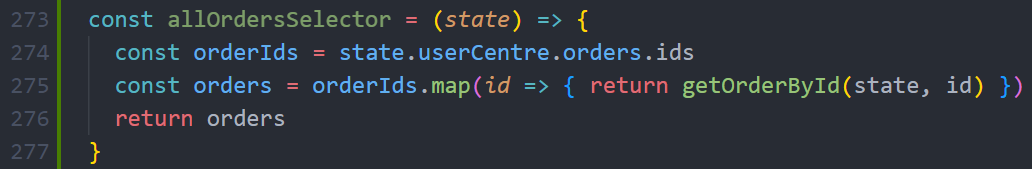 273 const allOrdersSelector = (state) => {
274   const orderIds = state.userCentre.orders.ids
275   const orders = orderIds.map(id => { return getOrderById(state, id) })
276   return orders
277 }